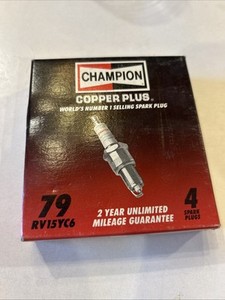 CHAMPION
COPPER PLUS®
WORLD'S NUMBER 1 SELLING SPARK PLUG
79
RV15YC6
2 YEAR UNLIMITED
MILEAGE GUARANTEE
4
SPARK
PLUGS